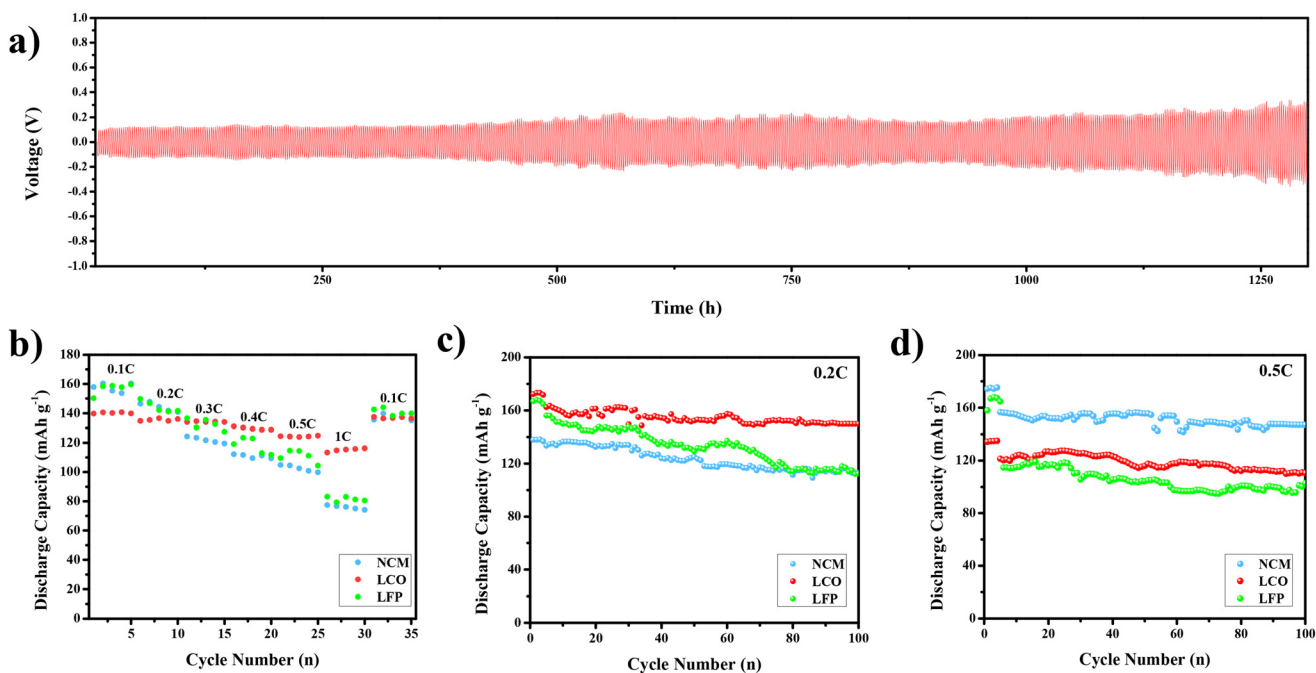 a)
Voltage (V)
1.0
0.8
0.6
0.4
0.2
0.0
-0.2
-0.4
-0.6
-0.8
-1.0
250 500 750 1000 1250
Time (h)
b)
Discharge Capacity (mAh g⁻¹)
180
160
140
120
100
80
60
40
20
0
0.1C
0.2C
0.3C
0.4C
0.5C
1C
0.1C
NCM
LCO
LFP
5 10 15 20 25 30 35
Cycle Number (n)
c)
Discharge Capacity (mAh g⁻¹)
200
160
120
80
40
0
0.2C
NCM
LCO
LFP
0 20 40 60 80 100
Cycle Number (n)
d)
Discharge Capacity (mAh g⁻¹)
200
160
120
80
40
0
0.5C
NCM
LCO
LFP
0 20 40 60 80 100
Cycle Number (n)